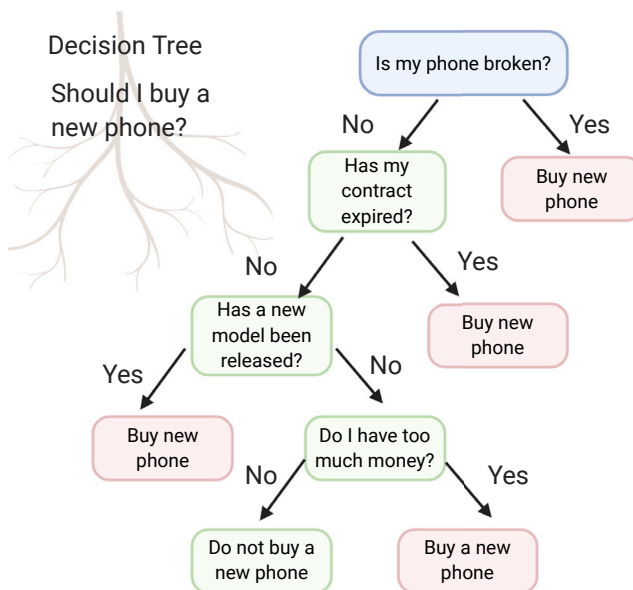 Decision Tree
Should I buy a
new phone?
Is my phone broken?
No
Yes
Has my
contract
expired?
Buy new
phone
No
Yes
Has a new
model been
released?
Buy new
phone
Yes
No
Buy new
phone
Do I have too
much money?
No
Yes
Do not buy a
new phone
Buy a new
phone